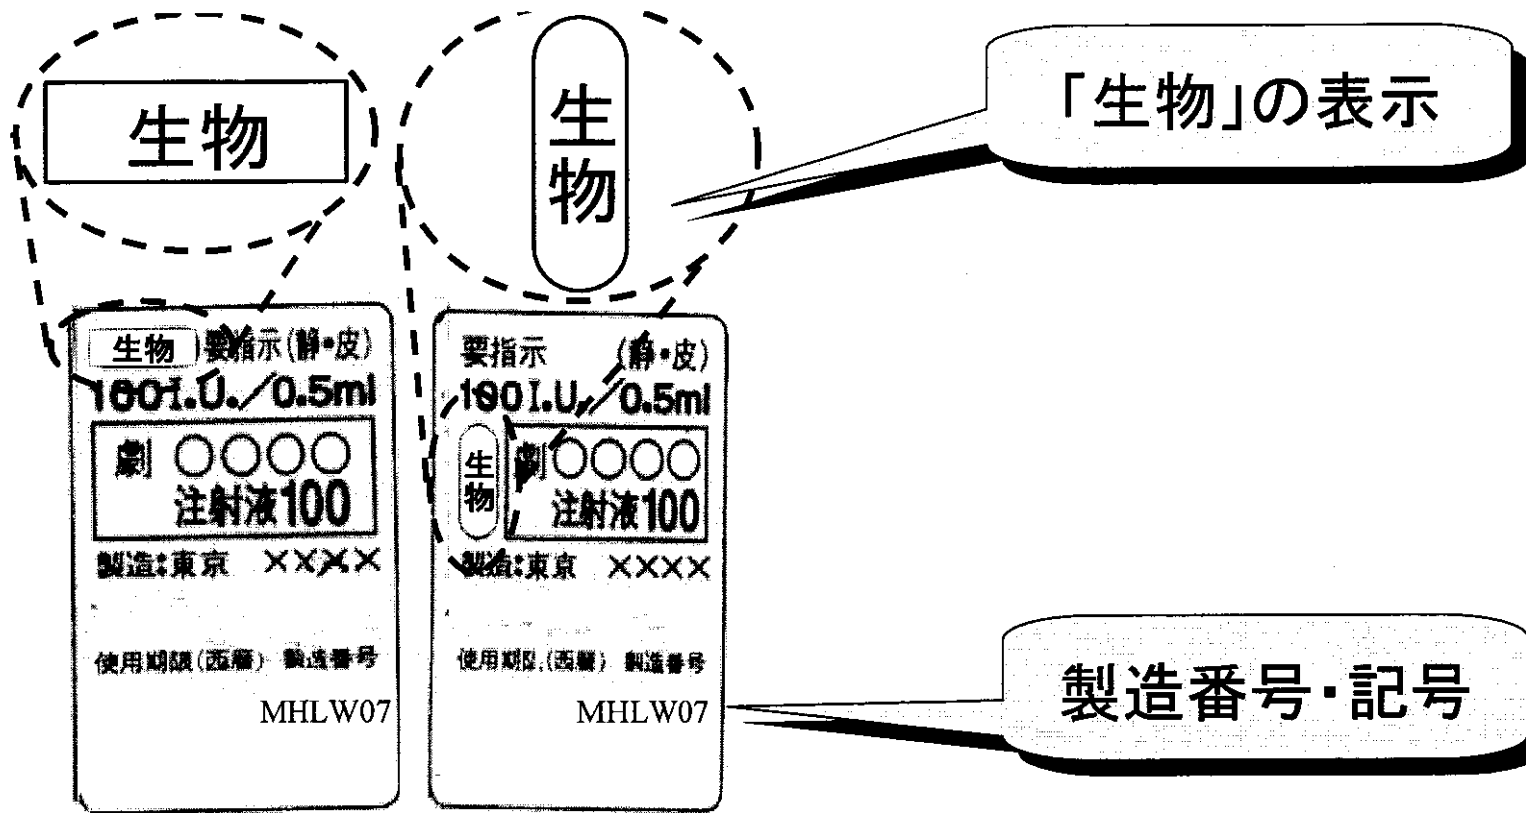 生物
生物
「生物」の表示
生物 要指示(静・皮)
100I.U./0.5ml
劇 ○○○○
注射液100
製造:東京 ××××
使用期限(西暦) 製造番号
MHLW07
要指示 (静・皮)
100I.U./0.5ml
生物
劇 ○○○○
注射液100
製造:東京 ××××
使用期限(西暦) 製造番号
MHLW07
製造番号・記号